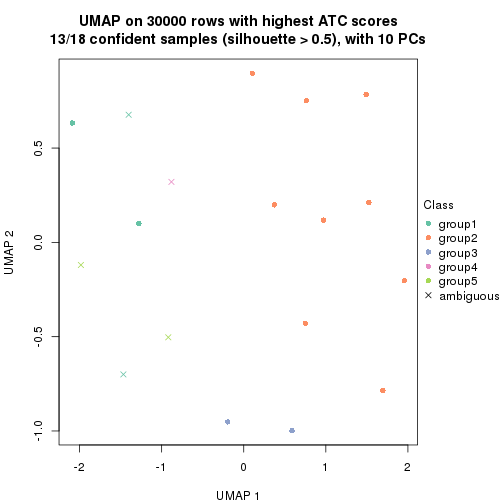 UMAP on 30000 rows with highest ATC scores
13/18 confident samples (silhouette > 0.5), with 10 PCs
0.5
0.0
-0.5
-1.0
UMAP 2
-2
-1
0
1
2
UMAP 1
Class
group1
group2
group3
group4
group5
ambiguous